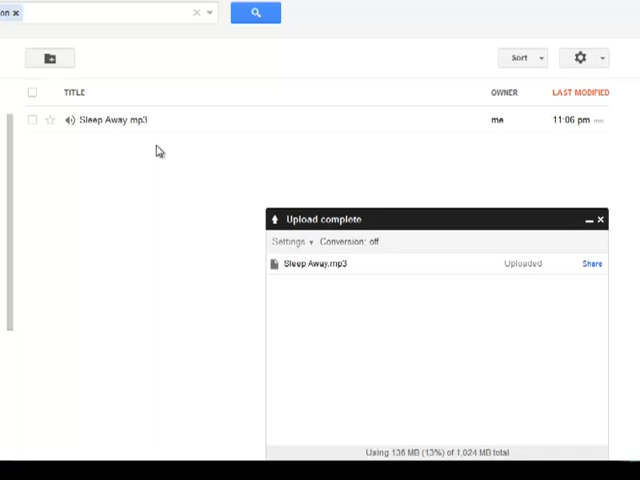 on x
Sort
TITLE OWNER LAST MODIFIED
Sleep Away.mp3 me 11:06 pm me
Upload complete
Settings Conversion: off
Sleep Away.mp3 Uploaded Share
Using 136 MB (13%) of 1,024 MB total